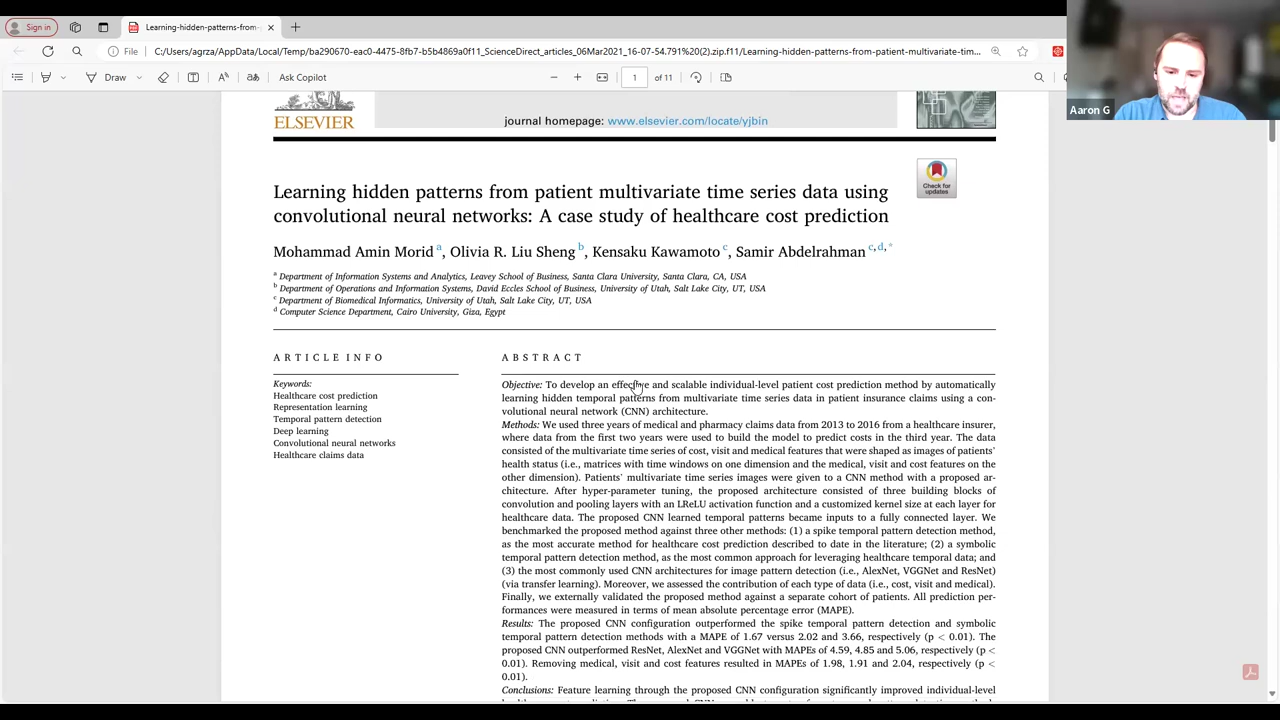 Sign in
Learning-hidden-patterns-from-
File
C:/Users/agrza/AppData/Local/Temp/ba290670-eac0-4475-8fb7-b5b4869a0f11_ScienceDirect_articles_06Mar2021_16-07-54.791%20(2).zip.f11/Learning-hidden-patterns-from-patient-multivariate-tim...
Draw
Ask Copilot
1 of 11
Aaron G
ELSEVIER
journal homepage: www.elsevier.com/locate/yjbin
Check for
updates
Learning hidden patterns from patient multivariate time series data using
convolutional neural networks: A case study of healthcare cost prediction
Mohammad Amin Morid a, Olivia R. Liu Sheng b, Kensaku Kawamoto c, Samir Abdelrahman c,d,*
a Department of Information Systems and Analytics, Leavey School of Business, Santa Clara University, Santa Clara, CA, USA
b Department of Operations and Information Systems, David Eccles School of Business, University of Utah, Salt Lake City, UT, USA
c Department of Biomedical Informatics, University of Utah, Salt Lake City, UT, USA
d Computer Science Department, Cairo University, Giza, Egypt
ARTICLE INFO
Keywords:
Healthcare cost prediction
Representation learning
Temporal pattern detection
Deep learning
Convolutional neural networks
Healthcare claims data
ABSTRACT
Objective: To develop an effective and scalable individual-level patient cost prediction method by automatically
learning hidden temporal patterns from multivariate time series data in patient insurance claims using a con-
volutional neural network (CNN) architecture.
Methods: We used three years of medical and pharmacy claims data from 2013 to 2016 from a healthcare insurer,
where data from the first two years were used to build the model to predict costs in the third year. The data
consisted of the multivariate time series of cost, visit and medical features that were shaped as images of patients'
health status (i.e., matrices with time windows on one dimension and the medical, visit and cost features on the
other dimension). Patients' multivariate time series images were given to a CNN method with a proposed ar-
chitecture. After hyper-parameter tuning, the proposed architecture consisted of three building blocks of
convolution and pooling layers with an LReLU activation function and a customized kernel size at each layer for
healthcare data. The proposed CNN learned temporal patterns became inputs to a fully connected layer. We
benchmarked the proposed method against three other methods: (1) a spike temporal pattern detection method,
as the most accurate method for healthcare cost prediction described to date in the literature; (2) a symbolic
temporal pattern detection method, as the most common approach for leveraging healthcare temporal data; and
(3) the most commonly used CNN architectures for image pattern detection (i.e., AlexNet, VGGNet and ResNet)
(via transfer learning). Moreover, we assessed the contribution of each type of data (i.e., cost, visit and medical).
Finally, we externally validated the proposed method against a separate cohort of patients. All prediction per-
formances were measured in terms of mean absolute percentage error (MAPE).
Results: The proposed CNN configuration outperformed the spike temporal pattern detection and symbolic
temporal pattern detection methods with a MAPE of 1.67 versus 2.02 and 3.66, respectively (p < 0.01). The
proposed CNN outperformed ResNet, AlexNet and VGGNet with MAPEs of 4.59, 4.85 and 5.06, respectively (p <
0.01). Removing medical, visit and cost features resulted in MAPEs of 1.98, 1.91 and 2.04, respectively (p <
0.01).
Conclusions: Feature learning through the proposed CNN configuration significantly improved individual-level